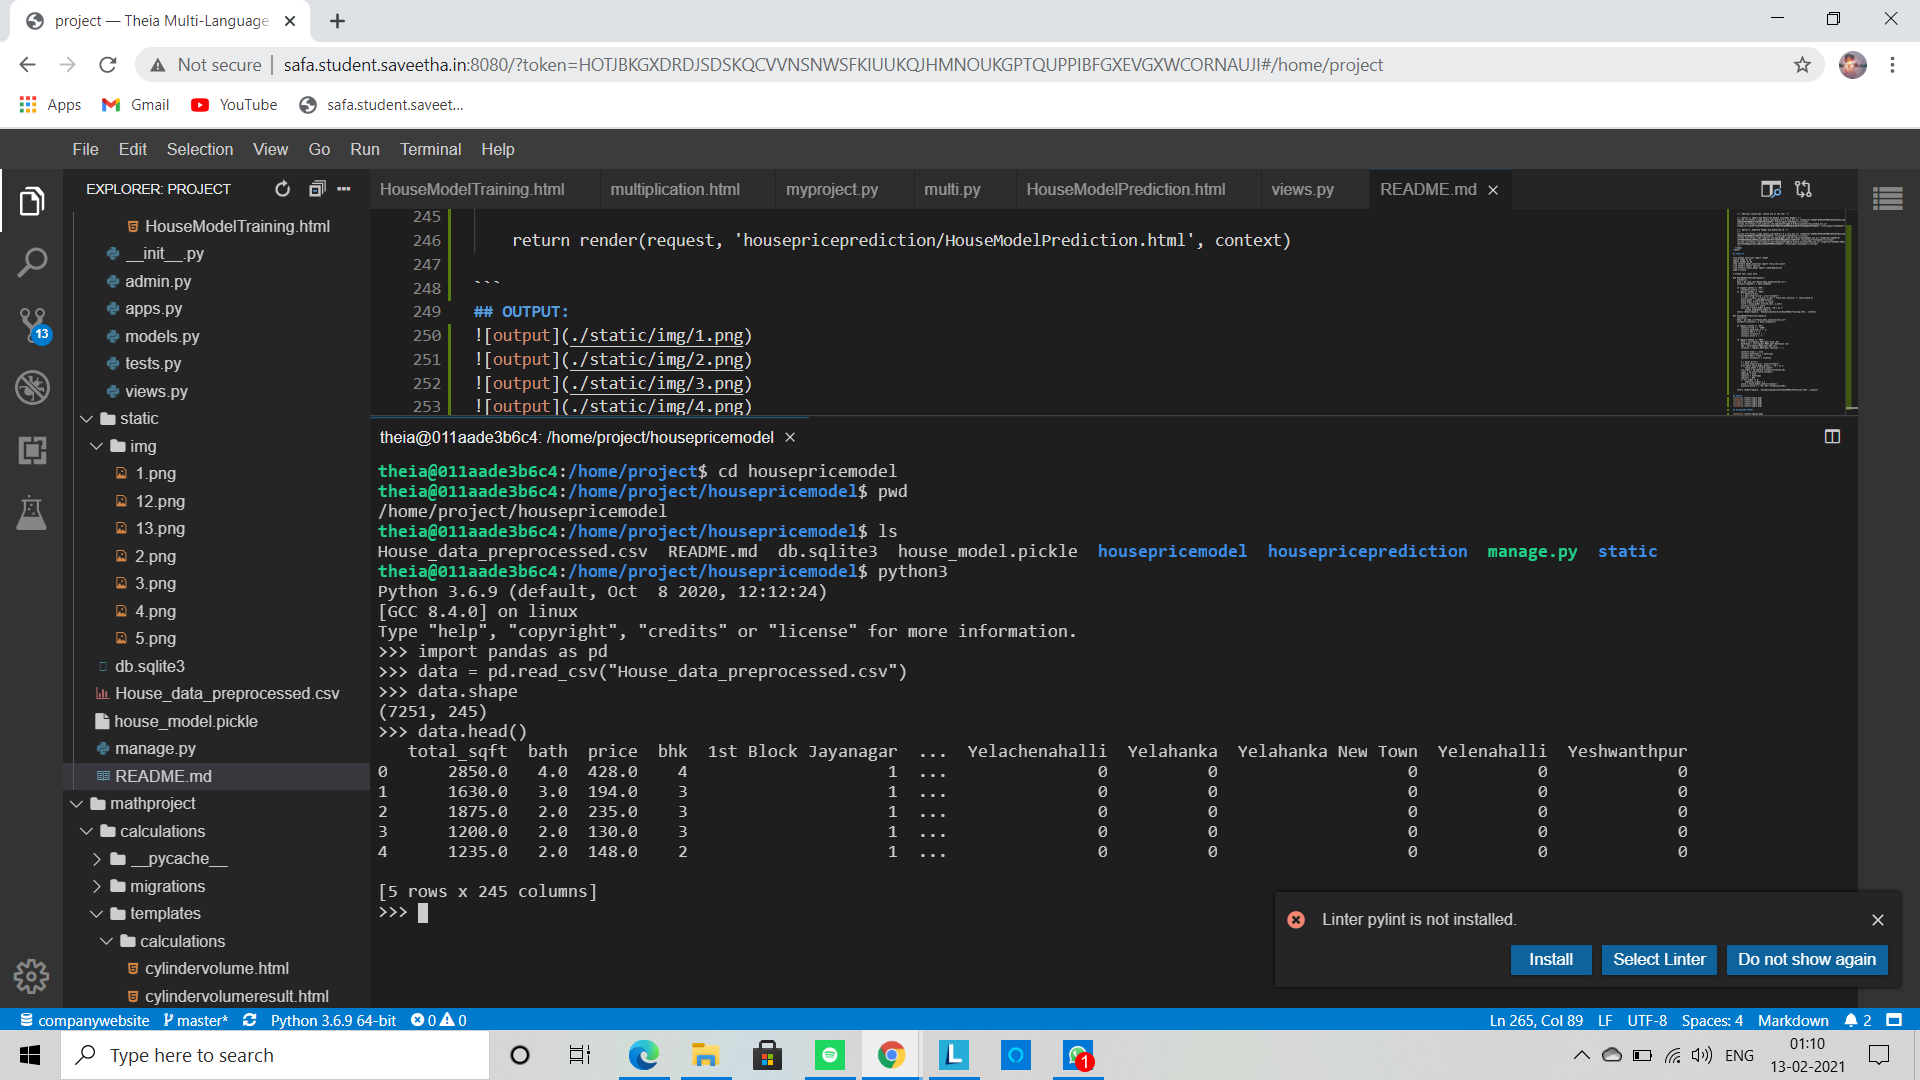 project — Theia Multi-Language
Not secure
safa.student.saveetha.in:8080/?token=HOTJBKGXDRDJSDSKQCVVNSNWSFKIUUKQJHMNOUKGPTQUPPIBFGXEVGXWCORNAUJI#/home/project
Apps
Gmail
YouTube
safa.student.saveet...
File Edit Selection View Go Run Terminal Help
EXPLORER: PROJECT
HouseModelTraining.html
multiplication.html
myproject.py
multi.py
HouseModelPrediction.html
views.py
README.md
HouseModelTraining.html
__init__.py
admin.py
apps.py
models.py
tests.py
views.py
static
img
1.png
12.png
13.png
2.png
3.png
4.png
5.png
db.sqlite3
House_data_preprocessed.csv
house_model.pickle
manage.py
README.md
mathproject
calculations
__pycache__
migrations
templates
calculations
cylindervolume.html
cylindervolumeresult.html
13
245
246 return render(request, 'housepriceprediction/HouseModelPrediction.html', context)
247
248 ```
249 ## OUTPUT:
250 ![output](./static/img/1.png)
251 ![output](./static/img/2.png)
252 ![output](./static/img/3.png)
253 ![output](./static/img/4.png)
theia@011aade3b6c4: /home/project/housepricemodel
theia@011aade3b6c4:/home/project$ cd housepricemodel
theia@011aade3b6c4:/home/project/housepricemodel$ pwd
/home/project/housepricemodel
theia@011aade3b6c4:/home/project/housepricemodel$ ls
House_data_preprocessed.csv README.md db.sqlite3 house_model.pickle housepricemodel housepriceprediction manage.py static
theia@011aade3b6c4:/home/project/housepricemodel$ python3
Python 3.6.9 (default, Oct 8 2020, 12:12:24)
[GCC 8.4.0] on linux
Type "help", "copyright", "credits" or "license" for more information.
>>> import pandas as pd
>>> data = pd.read_csv("House_data_preprocessed.csv")
>>> data.shape
(7251, 245)
>>> data.head()
total_sqft bath price bhk 1st Block Jayanagar ... Yelachenahalli Yelahanka Yelahanka New Town Yelenahalli Yeshwanthpur
0 2850.0 4.0 428.0 4 1 ... 0 0 0 0 0
1 1630.0 3.0 194.0 3 1 ... 0 0 0 0 0
2 1875.0 2.0 235.0 3 1 ... 0 0 0 0 0
3 1200.0 2.0 130.0 3 1 ... 0 0 0 0 0
4 1235.0 2.0 148.0 2 1 ... 0 0 0 0 0
[5 rows x 245 columns]
>>>
Linter pylint is not installed.
Install
Select Linter
Do not show again
companywebsite master* Python 3.6.9 64-bit 0 0
Ln 265, Col 89 LF UTF-8 Spaces: 4 Markdown 2
Type here to search
L
1
ENG
01:10
13-02-2021